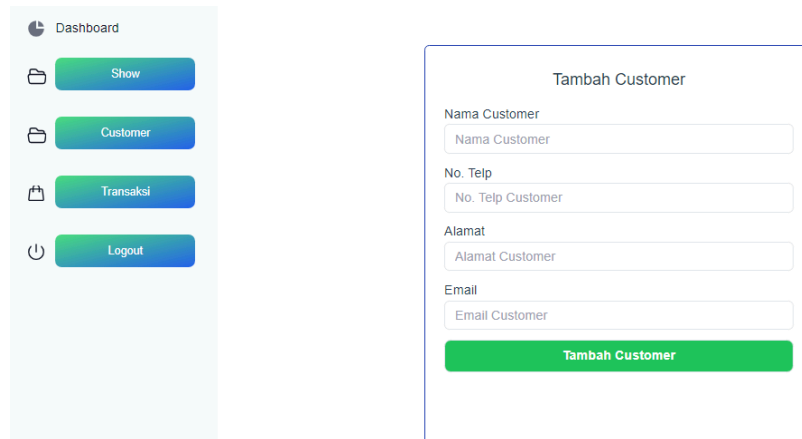 Dashboard
Show
Customer
Transaksi
Logout
Tambah Customer
Nama Customer
Nama Customer
No. Telp
No. Telp Customer
Alamat
Alamat Customer
Email
Email Customer
Tambah Customer